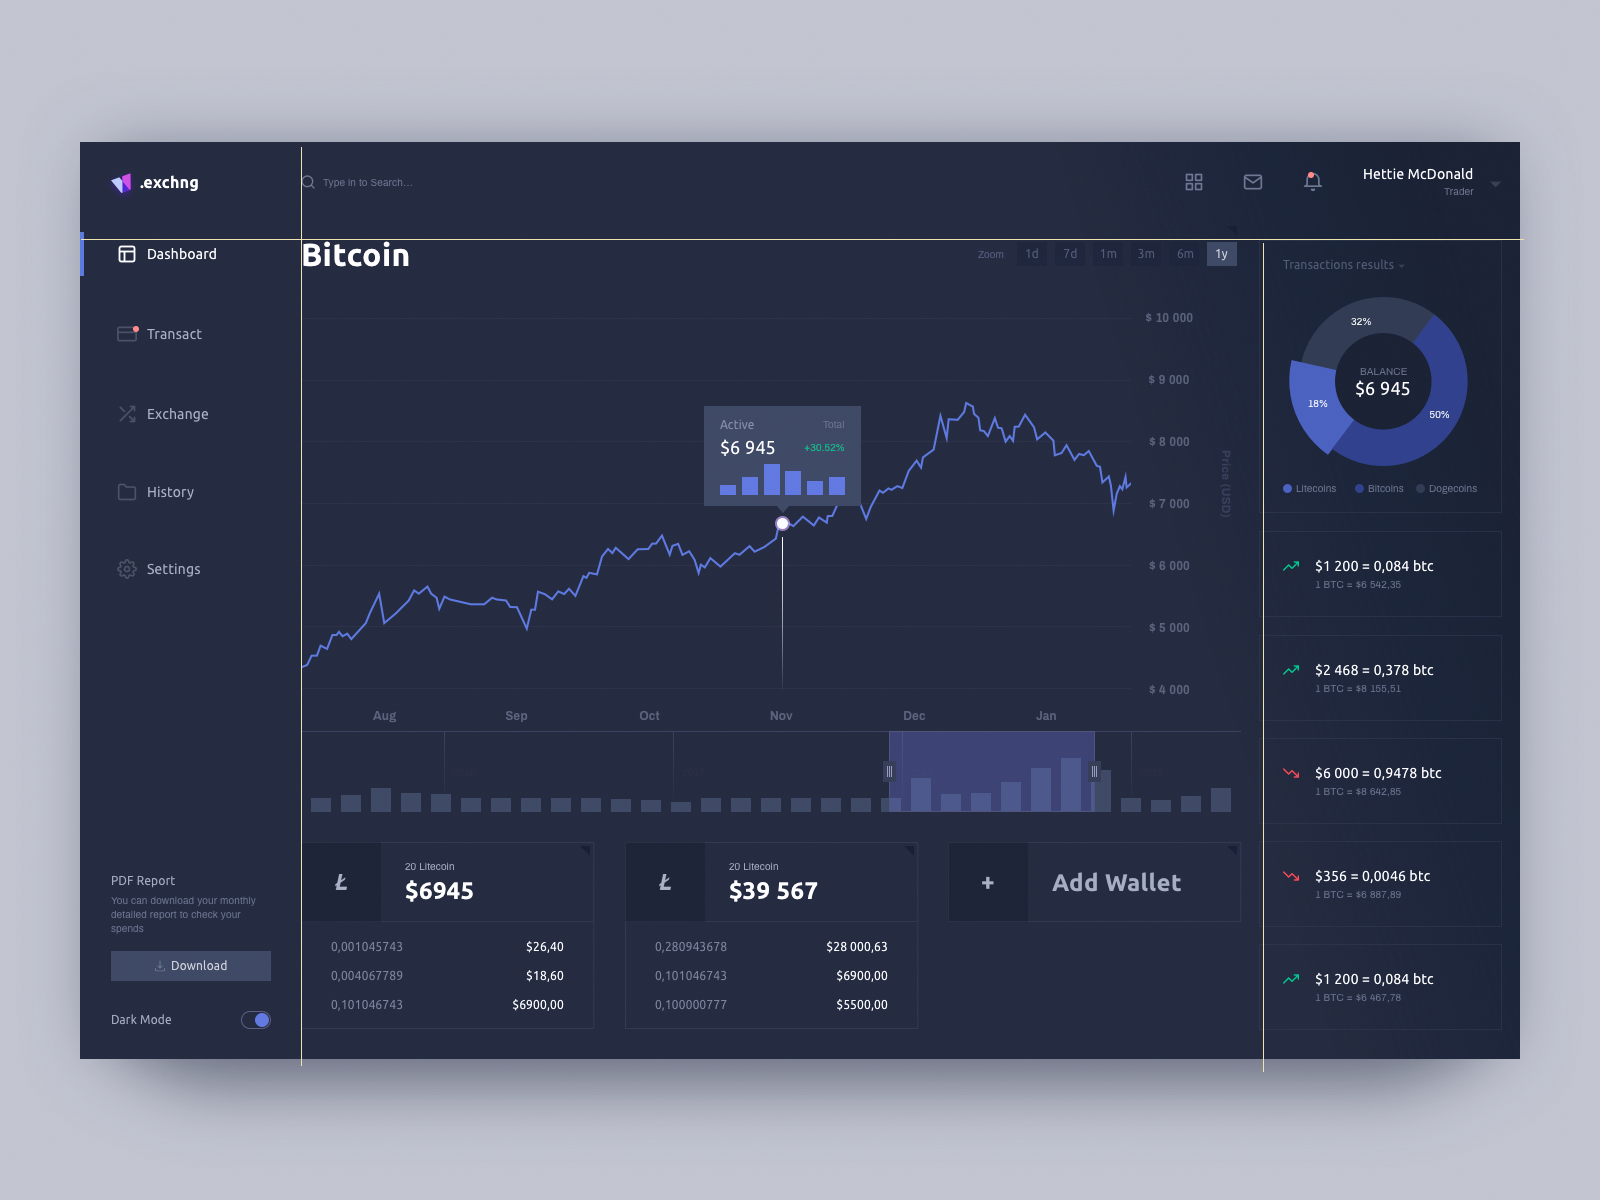 .exchng
Type in to Search...
Hettie McDonald
Trader
Dashboard
Transact
Exchange
History
Settings
PDF Report
You can download your monthly
detailed report to check your
spends
Download
Dark Mode
Bitcoin
Zoom 1d 7d 1m 3m 6m 1y
$ 10 000
$ 9 000
$ 8 000
$ 7 000
$ 6 000
$ 5 000
$ 4 000
Price (USD)
Active Total
$6 945 +30.52%
Aug Sep Oct Nov Dec Jan
Ł
20 Litecoin
$6945
0,001045743 $26,40
0,004067789 $18,60
0,101046743 $6900,00
Ł
20 Litecoin
$39 567
0,280943678 $28 000,63
0,101046743 $6900,00
0,100000777 $5500,00
+ Add Wallet
Transactions results
32%
18%
50%
BALANCE
$6 945
Litecoins Bitcoins Dogecoins
$1 200 = 0,084 btc
1 BTC = $6 542,35
$2 468 = 0,378 btc
1 BTC = $8 155,51
$6 000 = 0,9478 btc
1 BTC = $8 642,85
$356 = 0,0046 btc
1 BTC = $6 887,89
$1 200 = 0,084 btc
1 BTC = $6 467,78